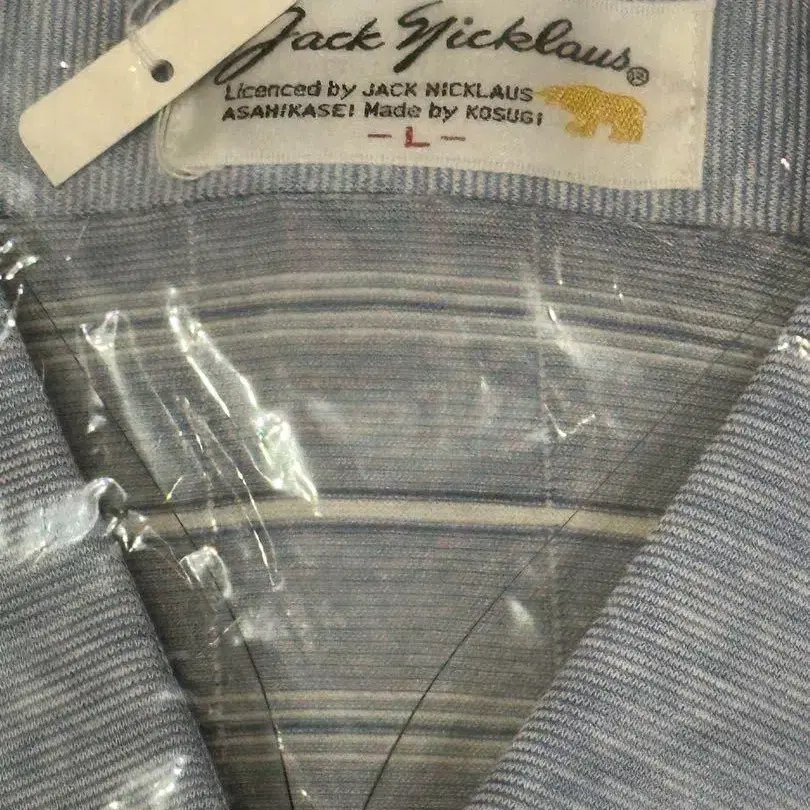 Jack Nicklaus®
Licenced by JACK NICKLAUS
ASAHIKASEI Made by KOSUGI
- L -